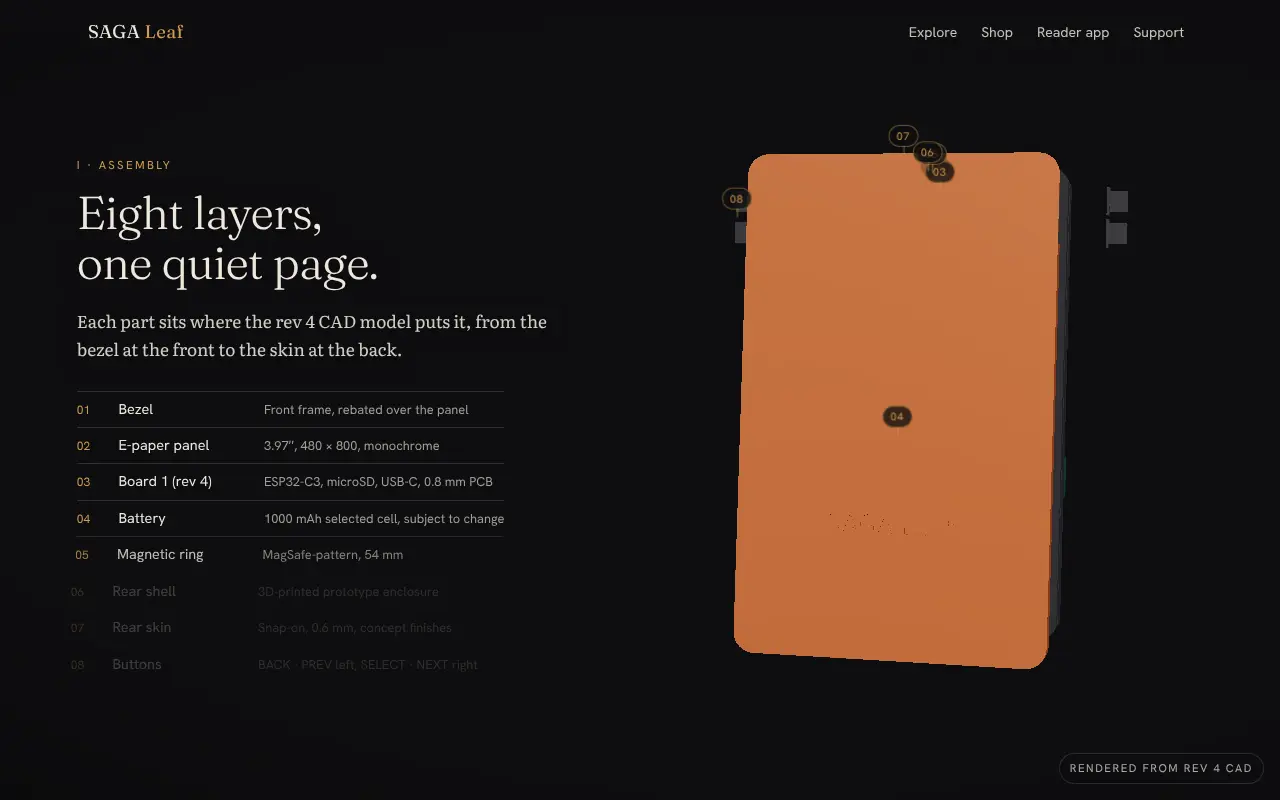 SAGA Leaf
Explore Shop Reader app Support
I · ASSEMBLY
Eight layers,
one quiet page.
Each part sits where the rev 4 CAD model puts it, from the
bezel at the front to the skin at the back.
01 Bezel Front frame, rebated over the panel
02 E-paper panel 3.97″, 480 × 800, monochrome
03 Board 1 (rev 4) ESP32-C3, microSD, USB-C, 0.8 mm PCB
04 Battery 1000 mAh selected cell, subject to change
05 Magnetic ring MagSafe-pattern, 54 mm
06 Rear shell 3D-printed prototype enclosure
07 Rear skin Snap-on, 0.6 mm, concept finishes
08 Buttons BACK · PREV left, SELECT · NEXT right
07
06
03
08
04
SAGA
RENDERED FROM REV 4 CAD